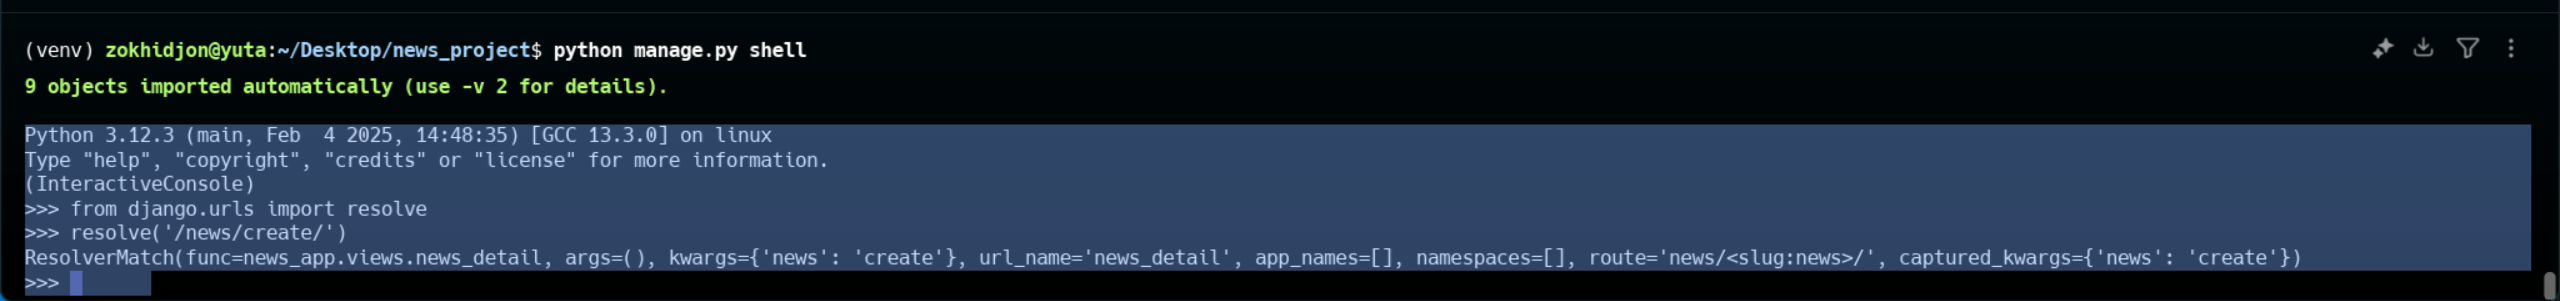 (venv) zokhidjon@yuta:~/Desktop/news_project$ python manage.py shell
9 objects imported automatically (use -v 2 for details).
Python 3.12.3 (main, Feb  4 2025, 14:48:35) [GCC 13.3.0] on linux
Type "help", "copyright", "credits" or "license" for more information.
(InteractiveConsole)
>>> from django.urls import resolve
>>> resolve('/news/create/')
ResolverMatch(func=news_app.views.news_detail, args=(), kwargs={'news': 'create'}, url_name='news_detail', app_names=[], namespaces=[], route='news/<slug:news>/', captured_kwargs={'news': 'create'})
>>>